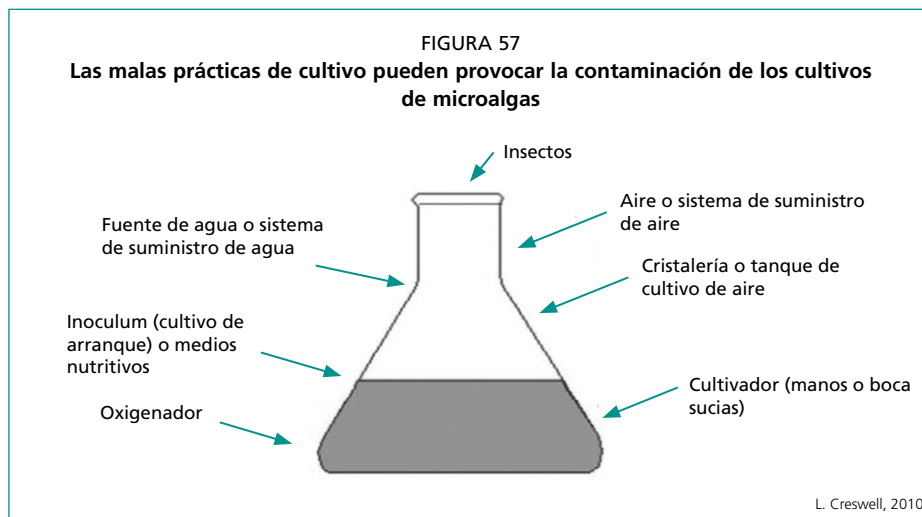 FIGURA 57
Las malas prácticas de cultivo pueden provocar la contaminación de los cultivos
de microalgas
Insectos
Fuente de agua o sistema
de suministro de agua
Aire o sistema de suministro
de aire
Cristalería o tanque de
cultivo de aire
Inoculum (cultivo de
arranque) o medios
nutritivos
Oxigenador
Cultivador (manos o boca
sucias)
L. Creswell, 2010